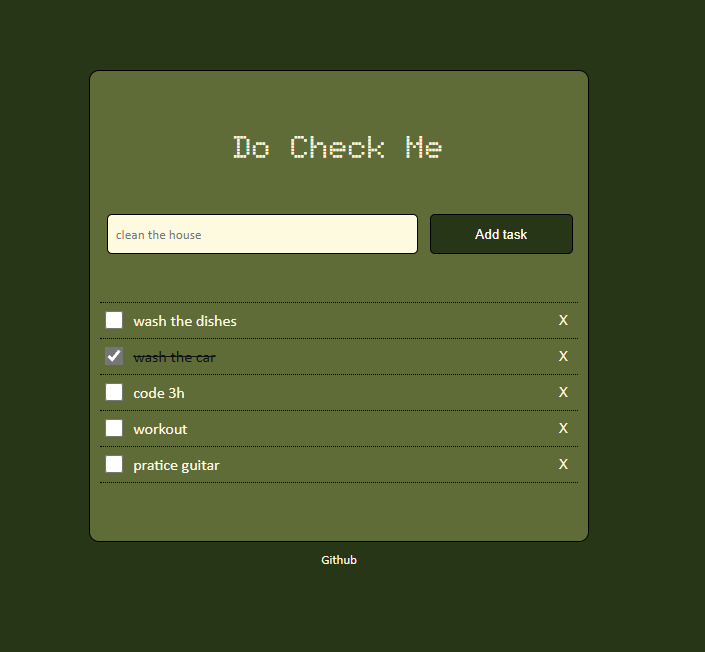 Do Check Me
clean the house
Add task
wash the dishes X
wash the car X
code 3h X
workout X
pratice guitar X
Github